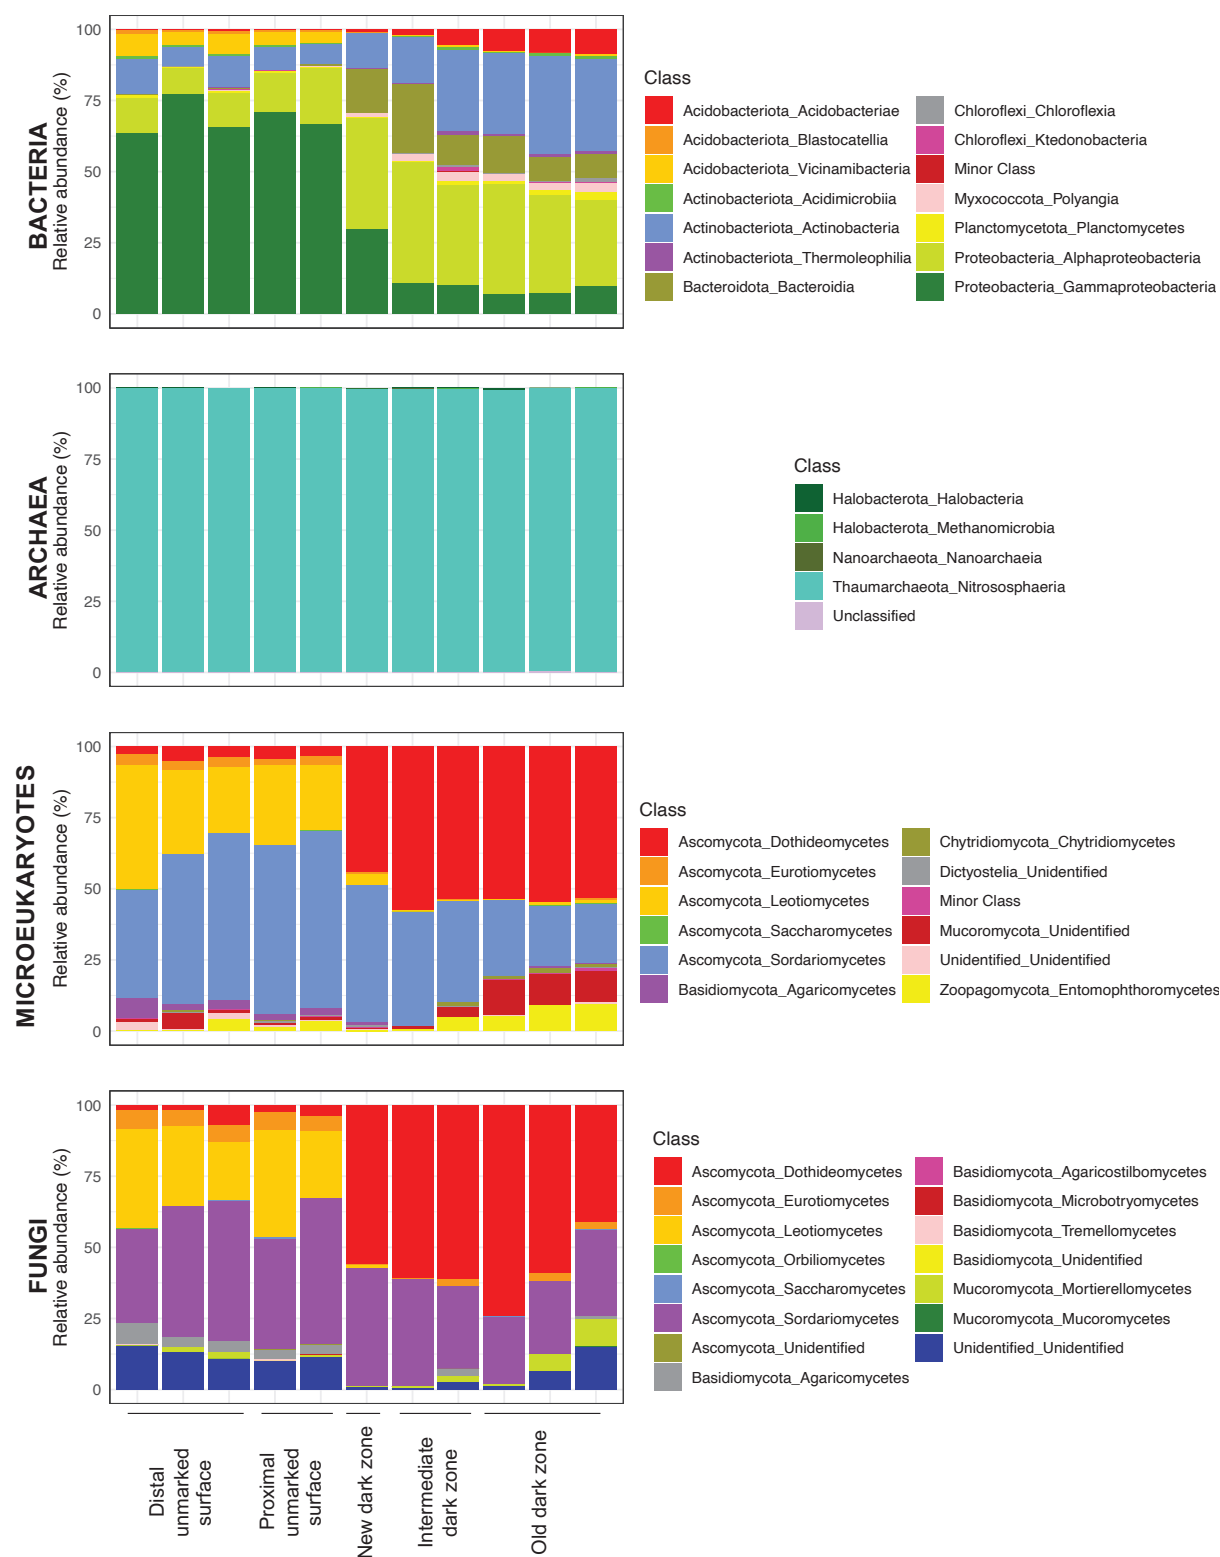 BACTERIA
Relative abundance (%)
100
75
50
25
0
Class
Acidobacteriota_Acidobacteriae
Acidobacteriota_Blastocatellia
Acidobacteriota_Vicinamibacteria
Actinobacteriota_Acidimicrobiia
Actinobacteriota_Actinobacteria
Actinobacteriota_Thermoleophilia
Bacteroidota_Bacteroidia
Chloroflexi_Chloroflexia
Chloroflexi_Ktedonobacteria
Minor Class
Myxococcota_Polyangia
Planctomycetota_Planctomycetes
Proteobacteria_Alphaproteobacteria
Proteobacteria_Gammaproteobacteria
ARCHAEA
Relative abundance (%)
100
75
50
25
0
Class
Halobacterota_Halobacteria
Halobacterota_Methanomicrobia
Nanoarchaeota_Nanoarchaeia
Thaumarchaeota_Nitrososphaeria
Unclassified
MICROEUKARYOTES
Relative abundance (%)
100
75
50
25
0
Class
Ascomycota_Dothideomycetes
Ascomycota_Eurotiomycetes
Ascomycota_Leotiomycetes
Ascomycota_Saccharomycetes
Ascomycota_Sordariomycetes
Basidiomycota_Agaricomycetes
Chytridiomycota_Chytridiomycetes
Dictyostelia_Unidentified
Minor Class
Mucoromycota_Unidentified
Unidentified_Unidentified
Zoopagomycota_Entomophthoromycetes
FUNGI
Relative abundance (%)
100
75
50
25
0
Class
Ascomycota_Dothideomycetes
Ascomycota_Eurotiomycetes
Ascomycota_Leotiomycetes
Ascomycota_Orbiliomycetes
Ascomycota_Saccharomycetes
Ascomycota_Sordariomycetes
Ascomycota_Unidentified
Basidiomycota_Agaricomycetes
Basidiomycota_Agaricostilbomycetes
Basidiomycota_Microbotryomycetes
Basidiomycota_Tremellomycetes
Basidiomycota_Unidentified
Mucoromycota_Mortierellomycetes
Mucoromycota_Mucoromycetes
Unidentified_Unidentified
Distal
unmarked
surface
Proximal
unmarked
surface
New dark zone
Intermediate
dark zone
Old dark zone